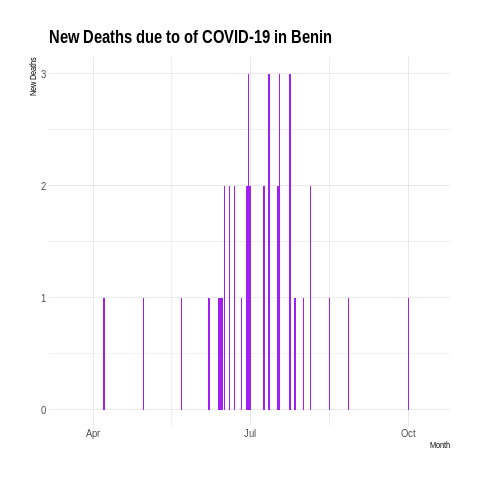 New Deaths due to of COVID-19 in Benin
New Deaths
3
2
1
0
Apr
Jul
Oct
Month